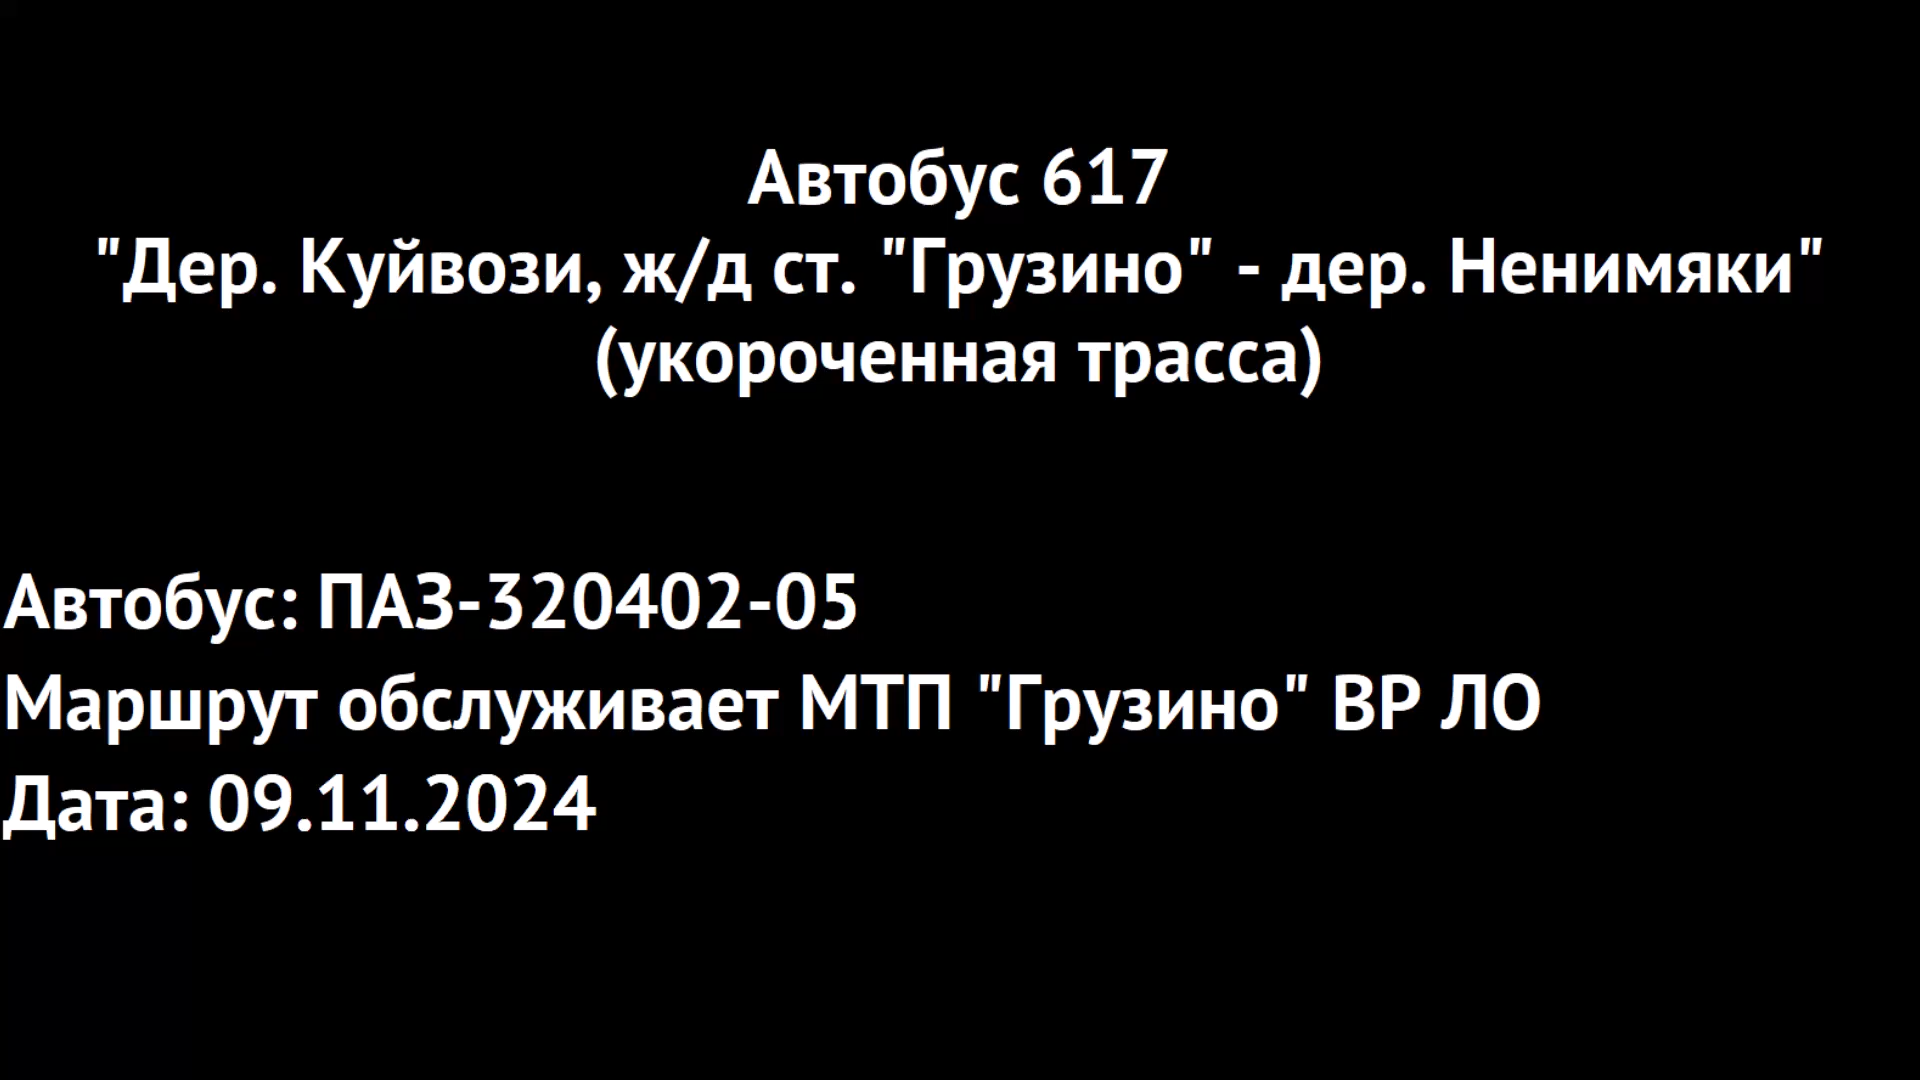 Автобус 617
"Дер. Куйвози, ж/д ст. "Грузино" - дер. Ненимяки"
(укороченная трасса)
Автобус: ПАЗ-320402-05
Маршрут обслуживает МТП "Грузино" ВР ЛО
Дата: 09.11.2024